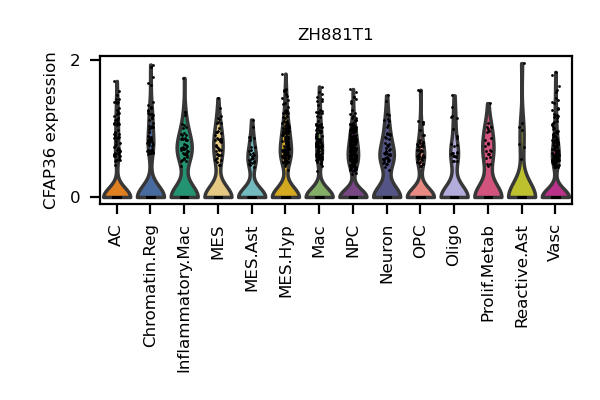 ZH881T1
CFAP36 expression
2
0
AC
Chromatin.Reg
Inflammatory.Mac
MES
MES.Ast
MES.Hyp
Mac
NPC
Neuron
OPC
Oligo
Prolif.Metab
Reactive.Ast
Vasc